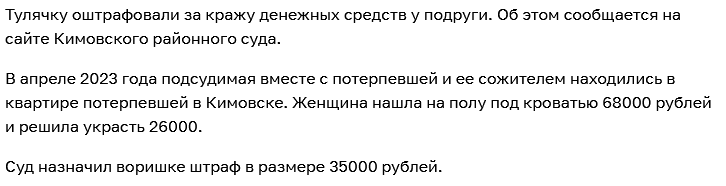 Тулячку оштрафовали за кражу денежных средств у подруги. Об этом сообщается на
сайте Кимовского районного суда.
В апреле 2023 года подсудимая вместе с потерпевшей и ее сожителем находились в
квартире потерпевшей в Кимовске. Женщина нашла на полу под кроватью 68000 рублей
и решила украсть 26000.
Суд назначил воришке штраф в размере 35000 рублей.